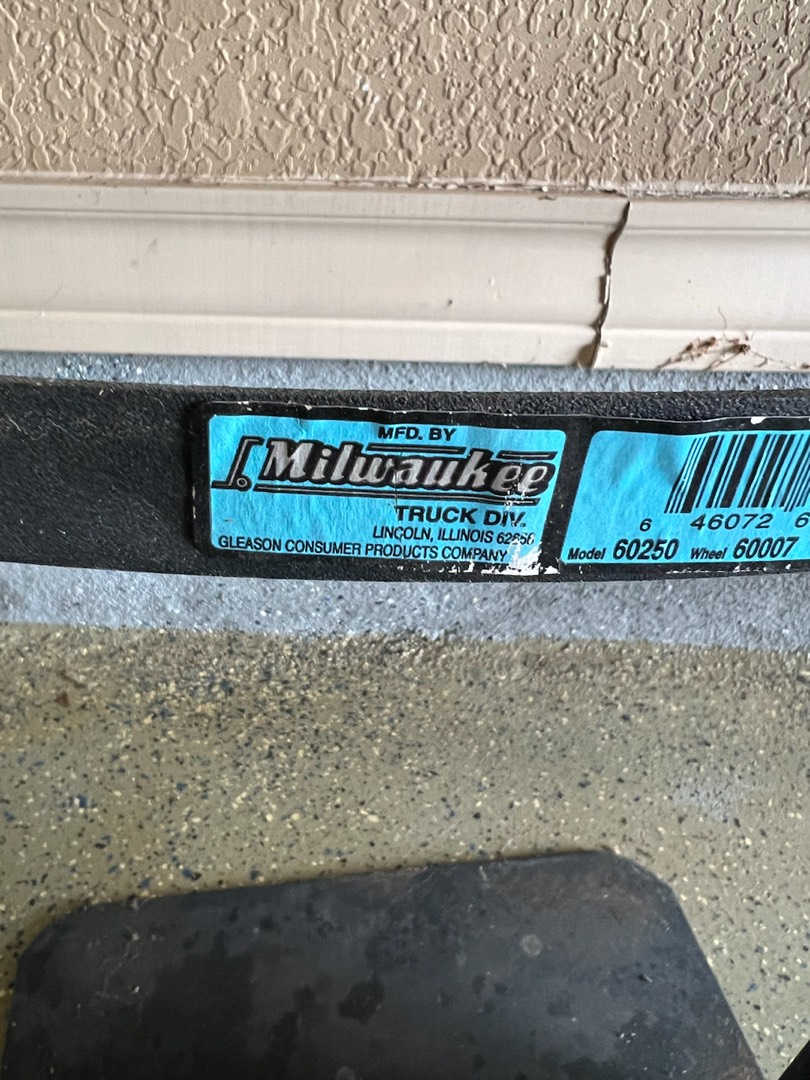 MFD. BY
Milwaukee
TRUCK DIV.
LINCOLN, ILLINOIS 62656
GLEASON CONSUMER PRODUCTS COMPANY
6 46072 6
Model 60250 Wheel 60007